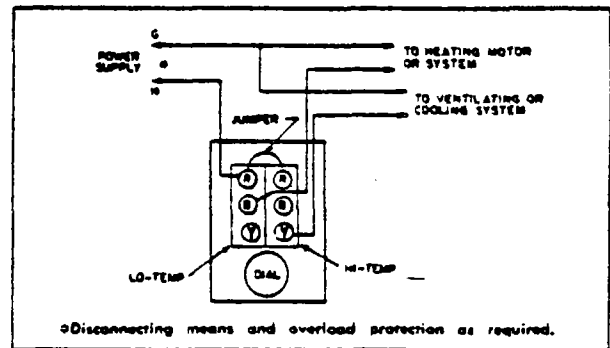 G
POWER
SUPPLY
TO HEATING MOTOR
OR SYSTEM
TO VENTILATING OR
COOLING SYSTEM
JUMPER
R R
B B
Y Y
LO-TEMP
HI-TEMP
DIAL
Disconnecting means and overload protection as required.